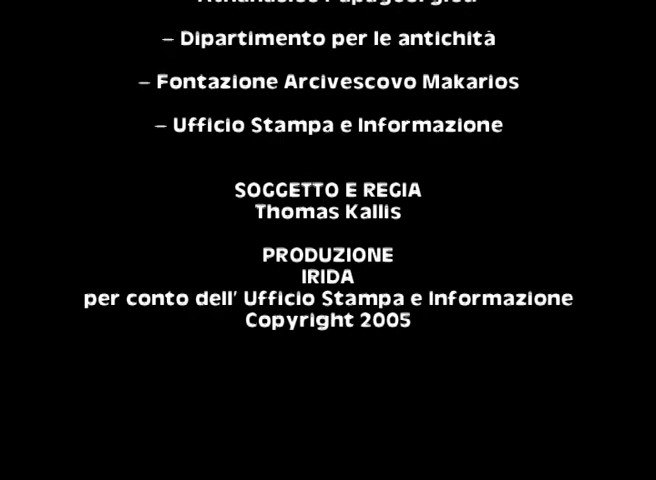 – Dipartimento per le antichità
– Fontazione Arcivescovo Makarios
– Ufficio Stampa e Informazione
SOGGETTO E REGIA
Thomas Kallis
PRODUZIONE
IRIDA
per conto dell' Ufficio Stampa e Informazione
Copyright 2005